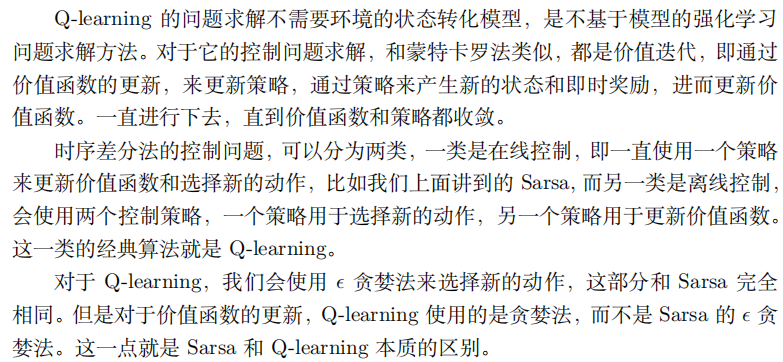 Q-learning 的问题求解不需要环境的状态转化模型，是不基于模型的强化学习
问题求解方法。对于它的控制问题求解，和蒙特卡罗法类似，都是价值迭代，即通过
价值函数的更新，来更新策略，通过策略来产生新的状态和即时奖励，进而更新价
值函数。一直进行下去，直到价值函数和策略都收敛。
时序差分法的控制问题，可以分为两类，一类是在线控制，即一直使用一个策略
来更新价值函数和选择新的动作，比如我们上面讲到的 Sarsa, 而另一类是离线控制，
会使用两个控制策略，一个策略用于选择新的动作，另一个策略用于更新价值函数。
这一类的经典算法就是 Q-learning。
对于 Q-learning，我们会使用 ϵ 贪婪法来选择新的动作，这部分和 Sarsa 完全
相同。但是对于价值函数的更新，Q-learning 使用的是贪婪法，而不是 Sarsa 的 ϵ 贪
婪法。这一点就是 Sarsa 和 Q-learning 本质的区别。